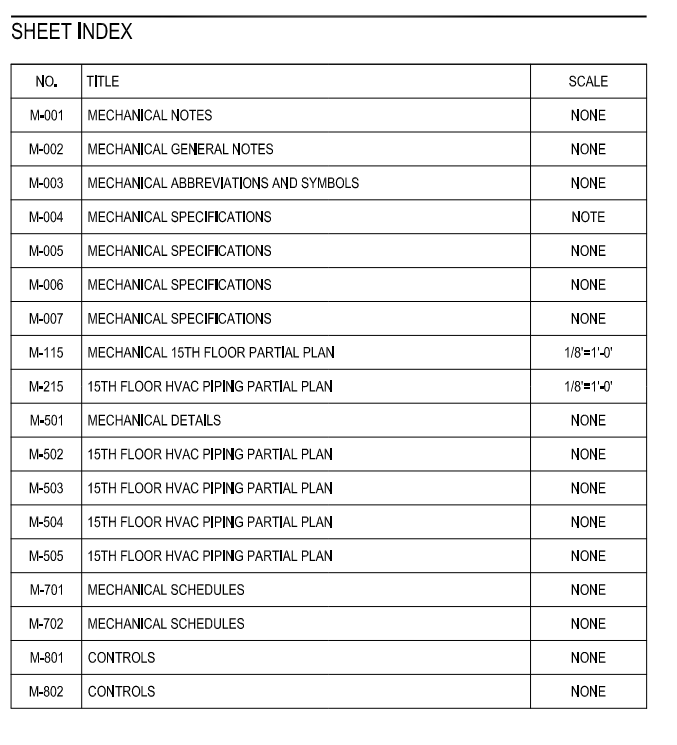 SHEET INDEX
NO. TITLE SCALE
M-001 MECHANICAL NOTES NONE
M-002 MECHANICAL GENERAL NOTES NONE
M-003 MECHANICAL ABBREVIATIONS AND SYMBOLS NONE
M-004 MECHANICAL SPECIFICATIONS NOTE
M-005 MECHANICAL SPECIFICATIONS NONE
M-006 MECHANICAL SPECIFICATIONS NONE
M-007 MECHANICAL SPECIFICATIONS NONE
M-115 MECHANICAL 15TH FLOOR PARTIAL PLAN 1/8'=1'-0'
M-215 15TH FLOOR HVAC PIPING PARTIAL PLAN 1/8'=1'-0'
M-501 MECHANICAL DETAILS NONE
M-502 15TH FLOOR HVAC PIPING PARTIAL PLAN NONE
M-503 15TH FLOOR HVAC PIPING PARTIAL PLAN NONE
M-504 15TH FLOOR HVAC PIPING PARTIAL PLAN NONE
M-505 15TH FLOOR HVAC PIPING PARTIAL PLAN NONE
M-701 MECHANICAL SCHEDULES NONE
M-702 MECHANICAL SCHEDULES NONE
M-801 CONTROLS NONE
M-802 CONTROLS NONE